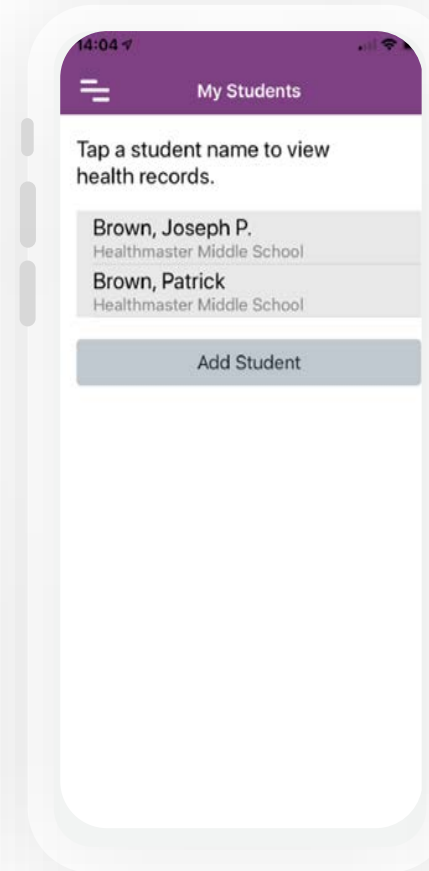 14:04
My Students
Tap a student name to view
health records.
Brown, Joseph P.
Healthmaster Middle School
Brown, Patrick
Healthmaster Middle School
Add Student